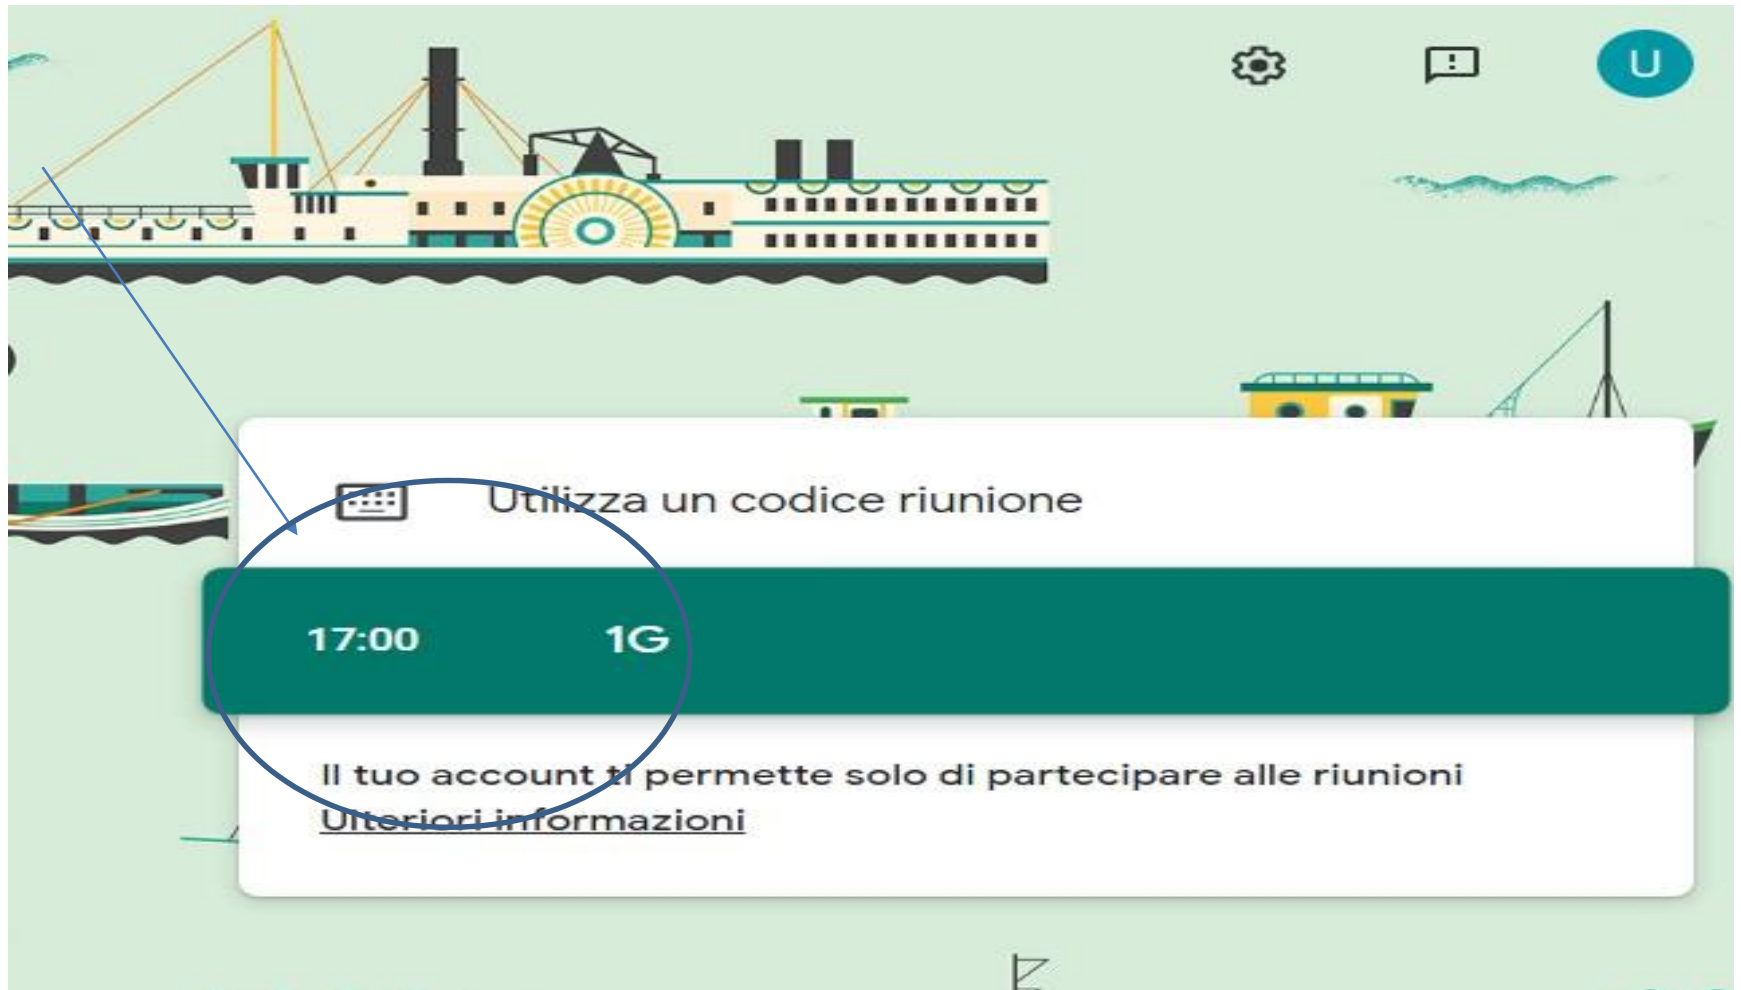 U
Utilizza un codice riunione
17:00 1G
Il tuo account ti permette solo di partecipare alle riunioni
Ulteriori informazioni